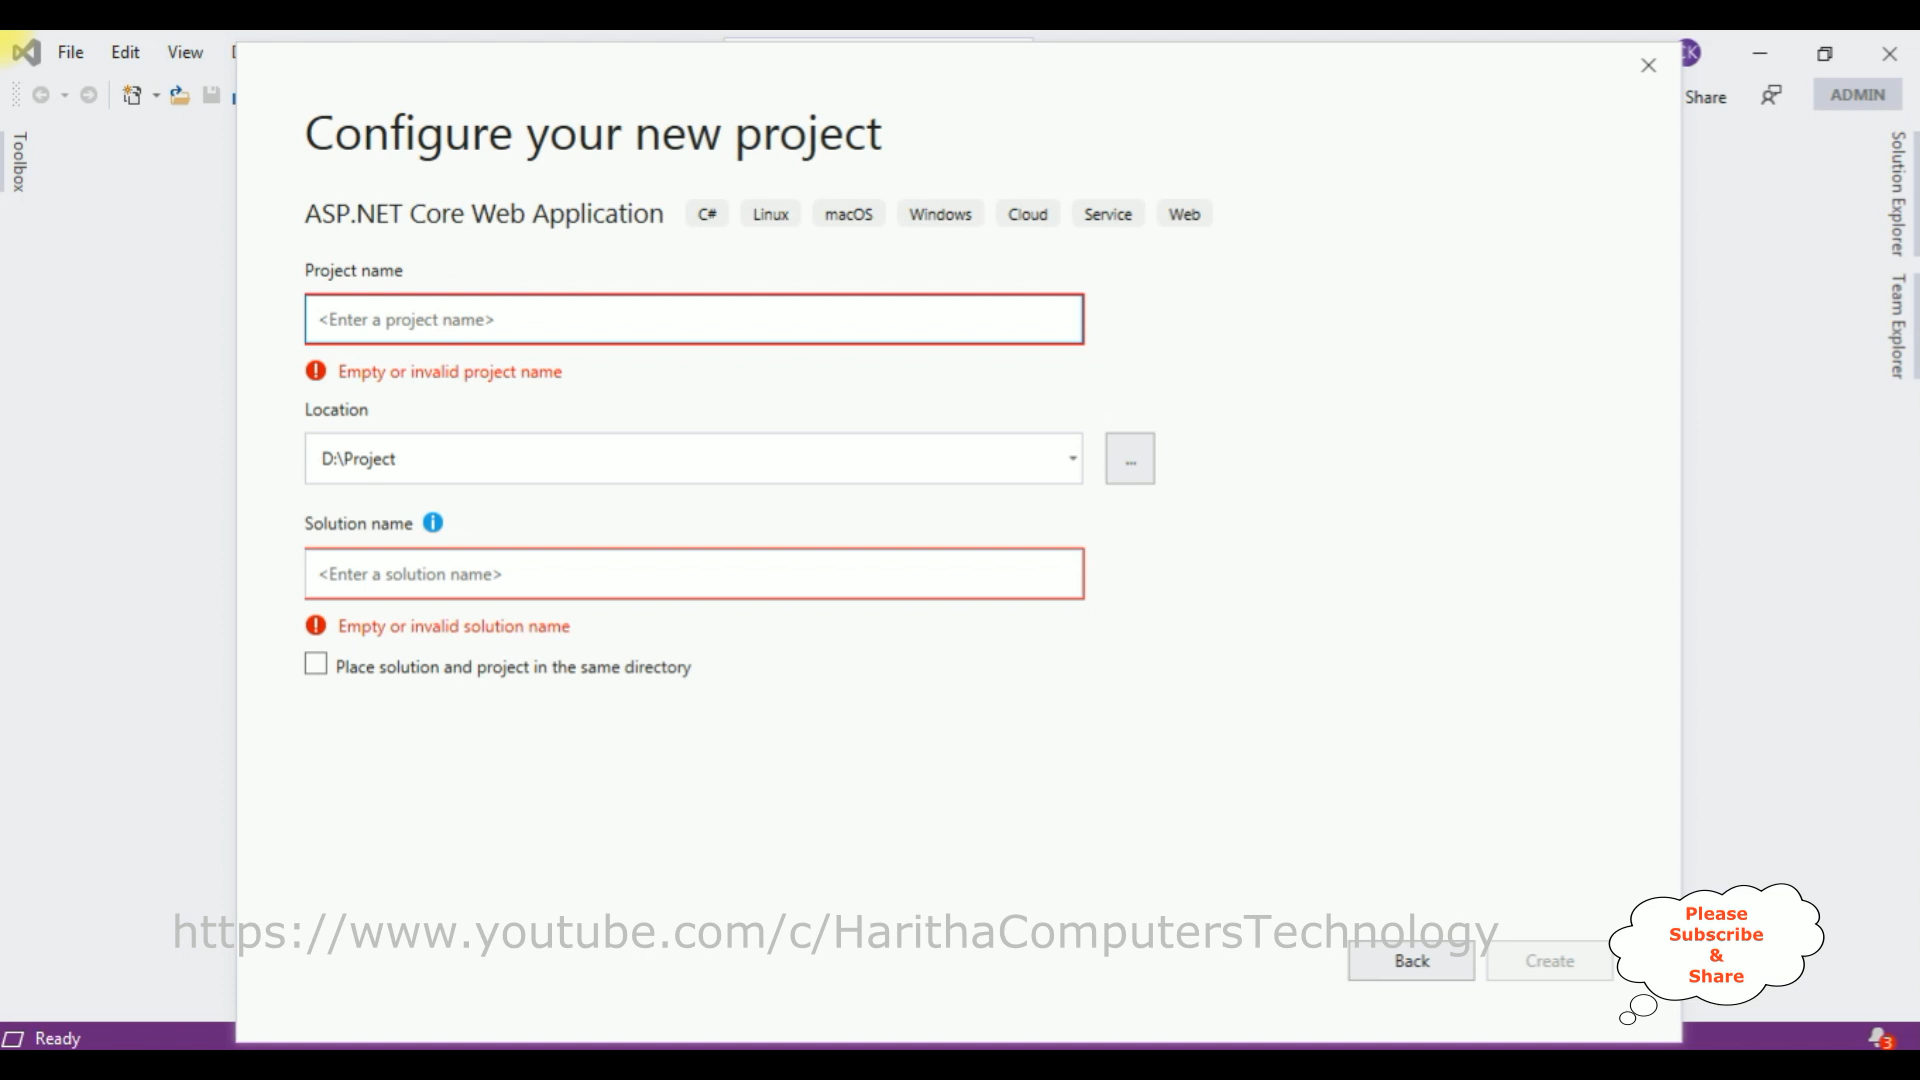 File Edit View
CK
Share ADMIN
Toolbox
Solution Explorer
Team Explorer
Configure your new project
ASP.NET Core Web Application C# Linux macOS Windows Cloud Service Web
Project name
<Enter a project name>
Empty or invalid project name
Location
D:\Project
...
Solution name
<Enter a solution name>
Empty or invalid solution name
Place solution and project in the same directory
https://www.youtube.com/c/HarithaComputersTechnology
Back Create
Please
Subscribe
&
Share
Ready
3